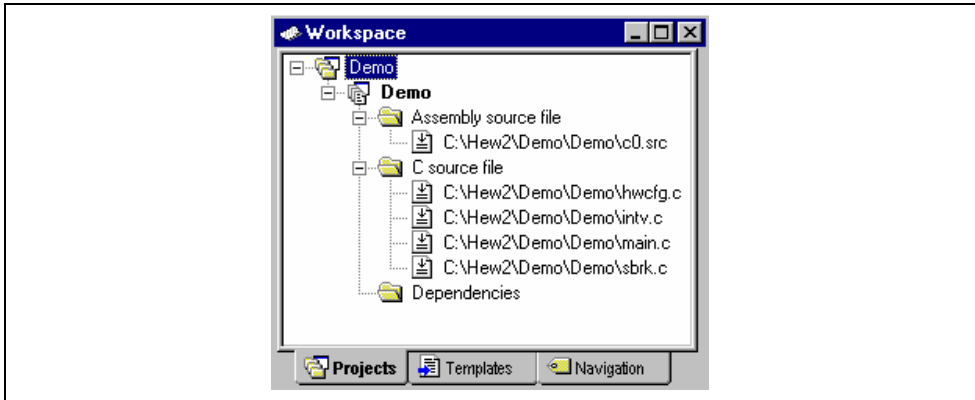 Workspace
Demo
Demo
Assembly source file
C:\Hew2\Demo\Demo\c0.src
C source file
C:\Hew2\Demo\Demo\hwcfg.c
C:\Hew2\Demo\Demo\intv.c
C:\Hew2\Demo\Demo\main.c
C:\Hew2\Demo\Demo\sbrk.c
Dependencies
Projects Templates Navigation